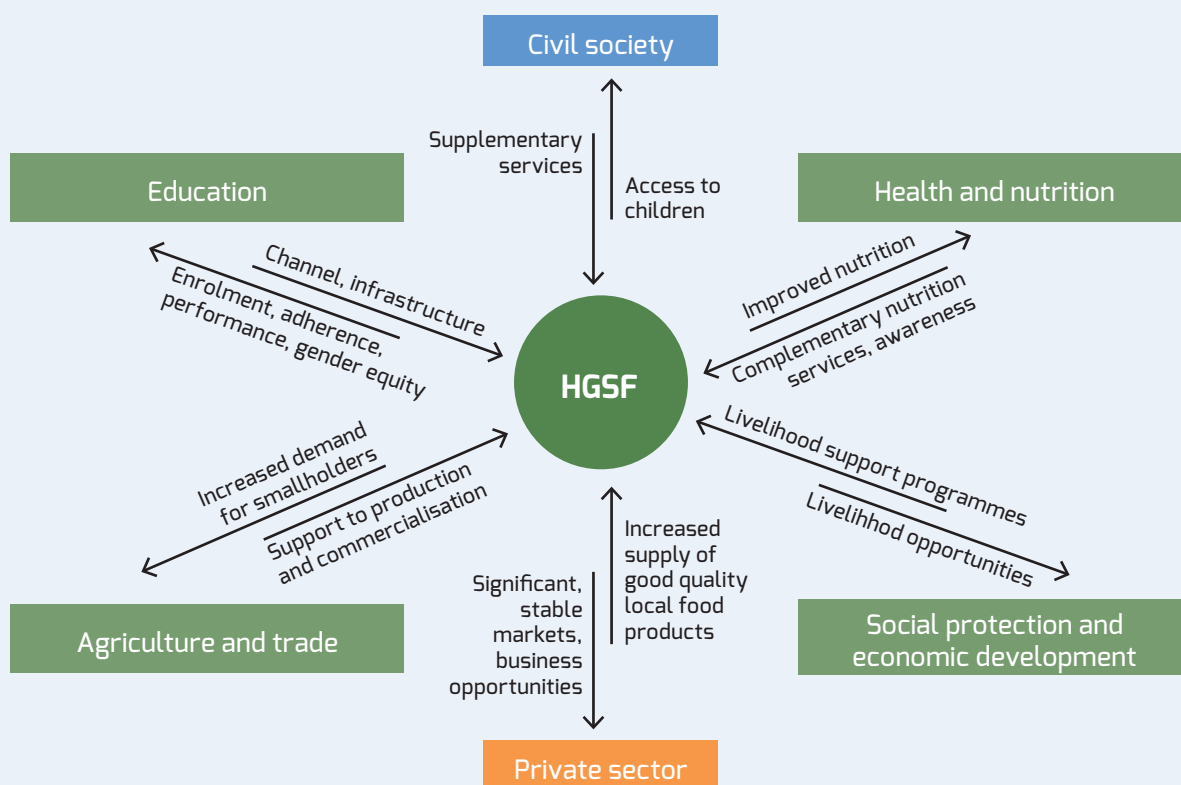 Civil society
Supplementary
services
Access to
children
Education
Health and nutrition
Channel, infrastructure
Enrolment, adherence,
performance, gender equity
Improved nutrition
Complementary nutrition
services, awareness
HGSF
Increased demand
for smallholders
Support to production
and commercialisation
Livelihood support programmes
Livelihhod opportunities
Significant,
stable
markets,
business
opportunities
Increased
supply of
good quality
local food
products
Agriculture and trade
Social protection and
economic development
Private sector